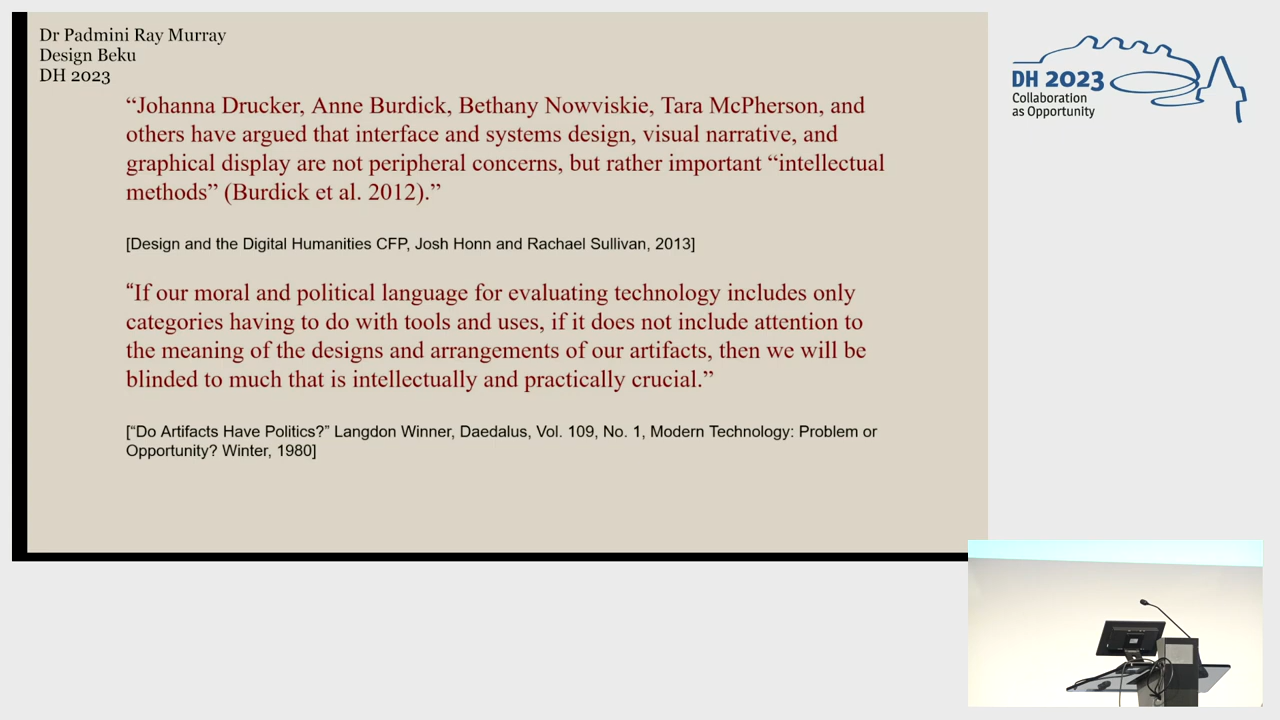 Dr Padmini Ray Murray
Design Beku
DH 2023
“Johanna Drucker, Anne Burdick, Bethany Nowviskie, Tara McPherson, and
others have argued that interface and systems design, visual narrative, and
graphical display are not peripheral concerns, but rather important “intellectual
methods” (Burdick et al. 2012).”
[Design and the Digital Humanities CFP, Josh Honn and Rachael Sullivan, 2013]
“If our moral and political language for evaluating technology includes only
categories having to do with tools and uses, if it does not include attention to
the meaning of the designs and arrangements of our artifacts, then we will be
blinded to much that is intellectually and practically crucial.”
[“Do Artifacts Have Politics?” Langdon Winner, Daedalus, Vol. 109, No. 1, Modern Technology: Problem or
Opportunity? Winter, 1980]
DH 2023
Collaboration
as Opportunity